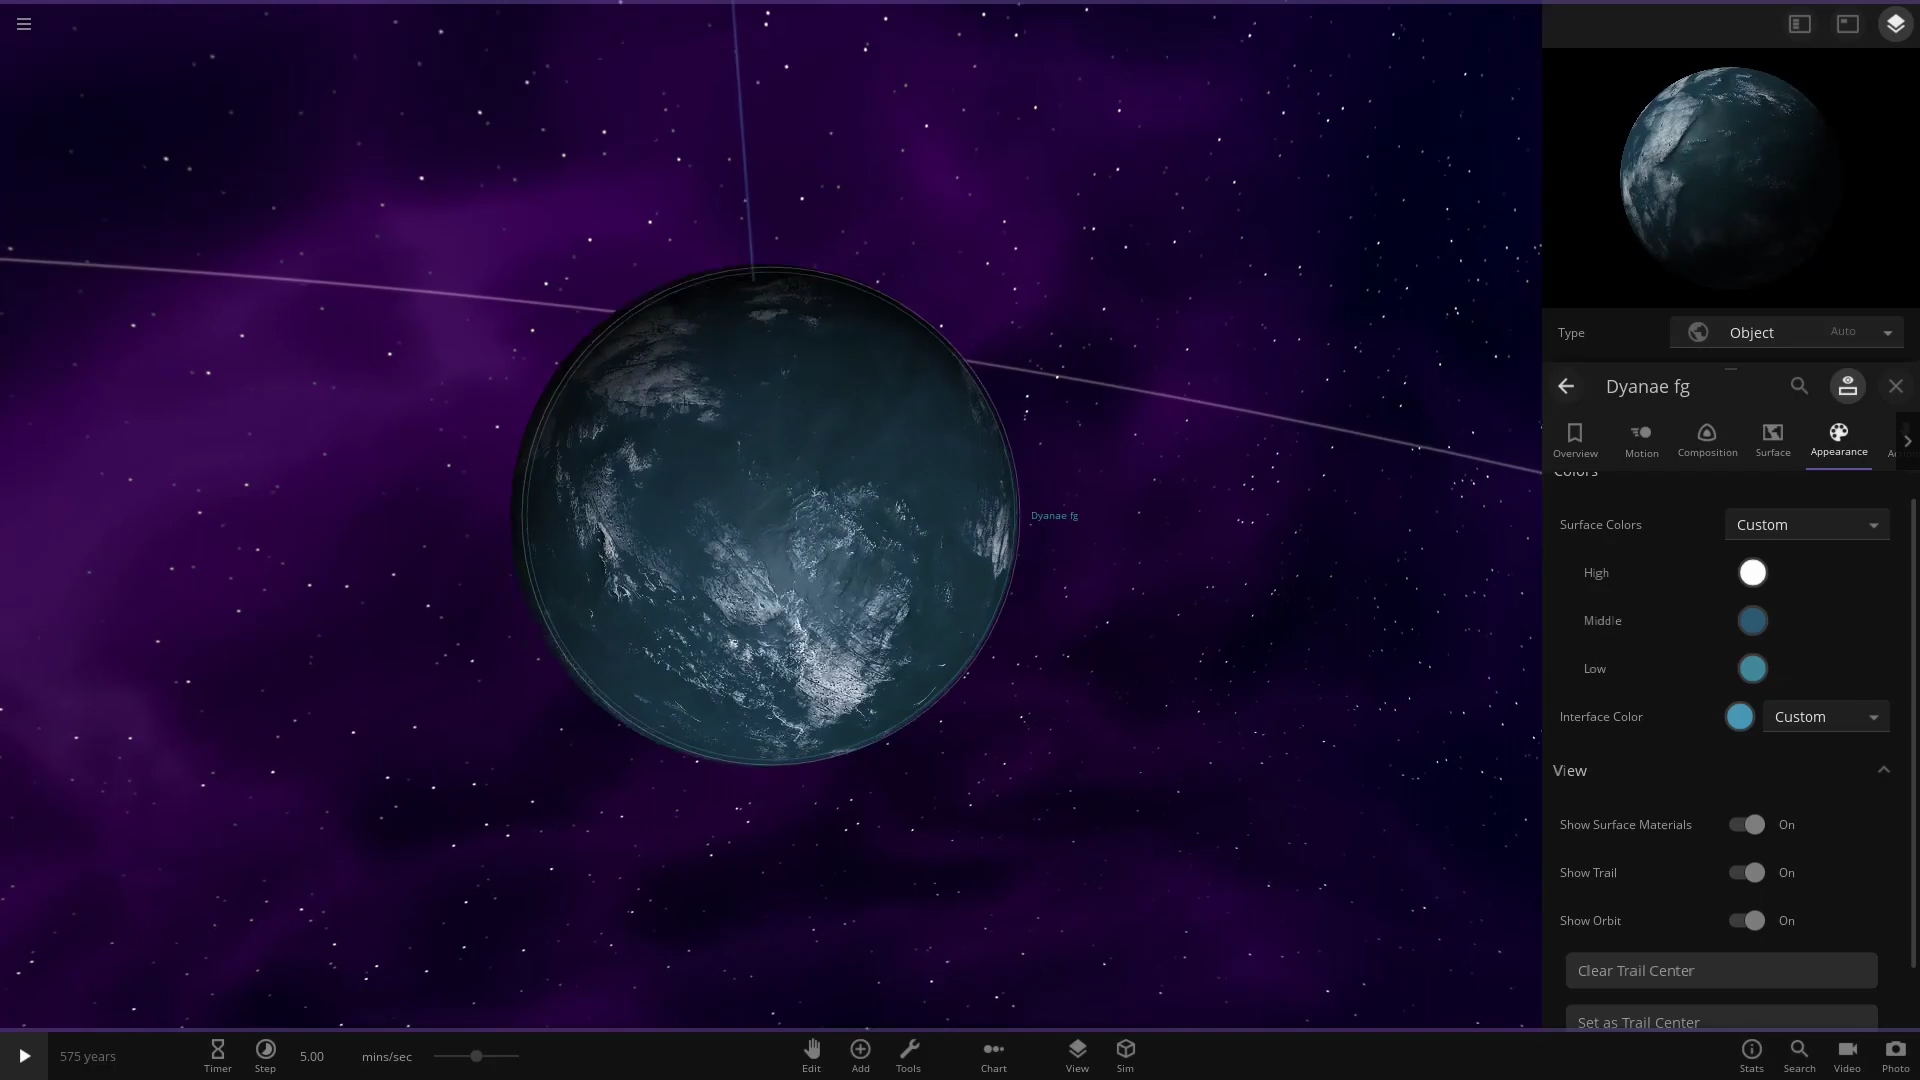 Type
Object
Auto
Dyanae fg
Overview
Motion
Composition
Surface
Appearance
Colors
Surface Colors
Custom
High
Middle
Low
Interface Color
Custom
View
Show Surface Materials
On
Show Trail
On
Show Orbit
On
Clear Trail Center
Set as Trail Center
Dyanae fg
575 years
Timer
Step
5.00
mins/sec
Edit
Add
Tools
Chart
View
Sim
Stats
Search
Video
Photo